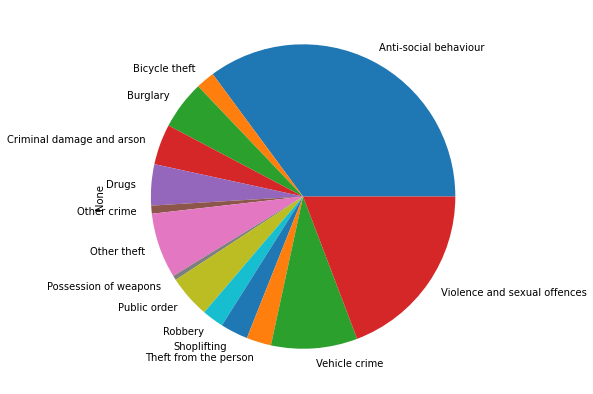 Anti-social behaviour
Bicycle theft
Burglary
Criminal damage and arson
Drugs
None
Other crime
Other theft
Possession of weapons
Public order
Robbery
Shoplifting
Theft from the person
Vehicle crime
Violence and sexual offences